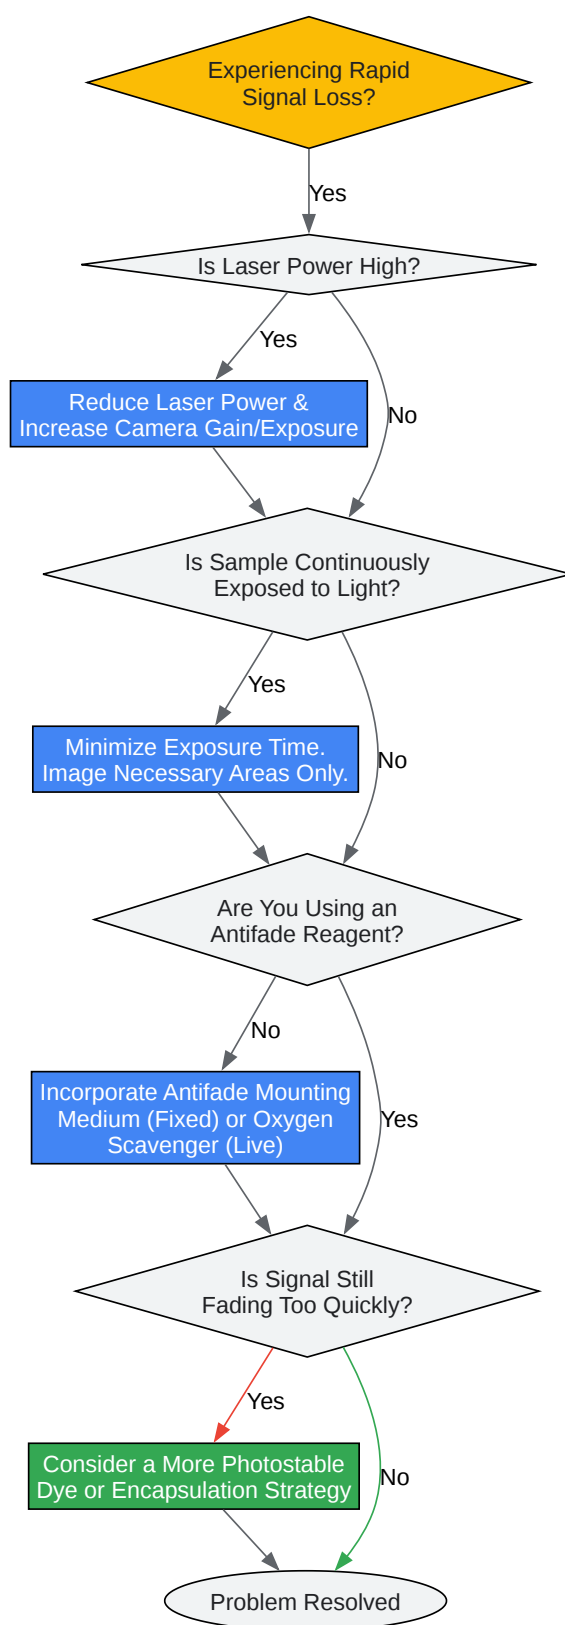 Experiencing Rapid
Signal Loss?
Yes
Is Laser Power High?
Yes
Reduce Laser Power &
Increase Camera Gain/Exposure
No
Is Sample Continuously
Exposed to Light?
Yes
Minimize Exposure Time.
Image Necessary Areas Only.
No
Are You Using an
Antifade Reagent?
No
Incorporate Antifade Mounting
Medium (Fixed) or Oxygen
Scavenger (Live)
Yes
Is Signal Still
Fading Too Quickly?
Yes
Consider a More Photostable
Dye or Encapsulation Strategy
No
Problem Resolved